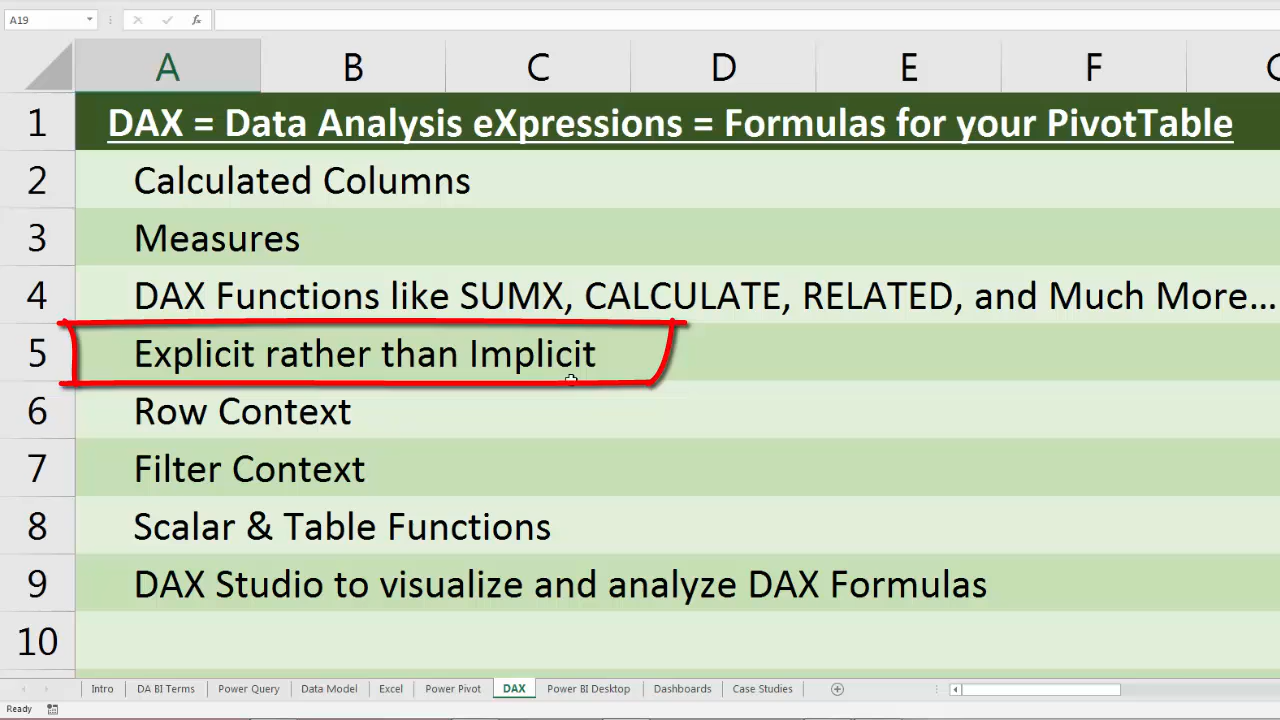 A19
fx
A B C D E F
1 DAX = Data Analysis eXpressions = Formulas for your PivotTable
2 Calculated Columns
3 Measures
4 DAX Functions like SUMX, CALCULATE, RELATED, and Much More...
5 Explicit rather than Implicit
6 Row Context
7 Filter Context
8 Scalar & Table Functions
9 DAX Studio to visualize and analyze DAX Formulas
10
Intro DA BI Terms Power Query Data Model Excel Power Pivot DAX Power BI Desktop Dashboards Case Studies
Ready